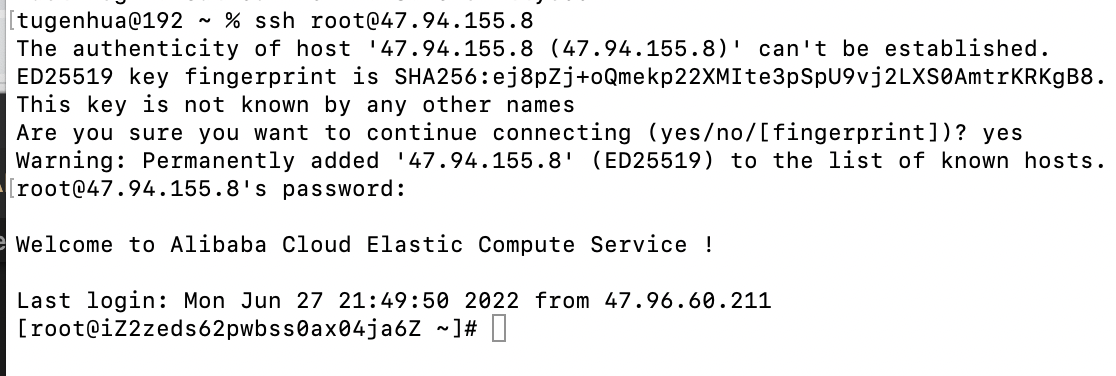 [tugenhua@192 ~ % ssh root@47.94.155.8
The authenticity of host '47.94.155.8 (47.94.155.8)' can't be established.
ED25519 key fingerprint is SHA256:ej8pZj+oQmekp22XMIte3pSpU9vj2LXS0AmtrKRKgB8.
This key is not known by any other names
Are you sure you want to continue connecting (yes/no/[fingerprint])? yes
Warning: Permanently added '47.94.155.8' (ED25519) to the list of known hosts.
[root@47.94.155.8's password:
Welcome to Alibaba Cloud Elastic Compute Service !
Last login: Mon Jun 27 21:49:50 2022 from 47.96.60.211
[root@iZ2zeds62pwbss0ax04ja6Z ~]#